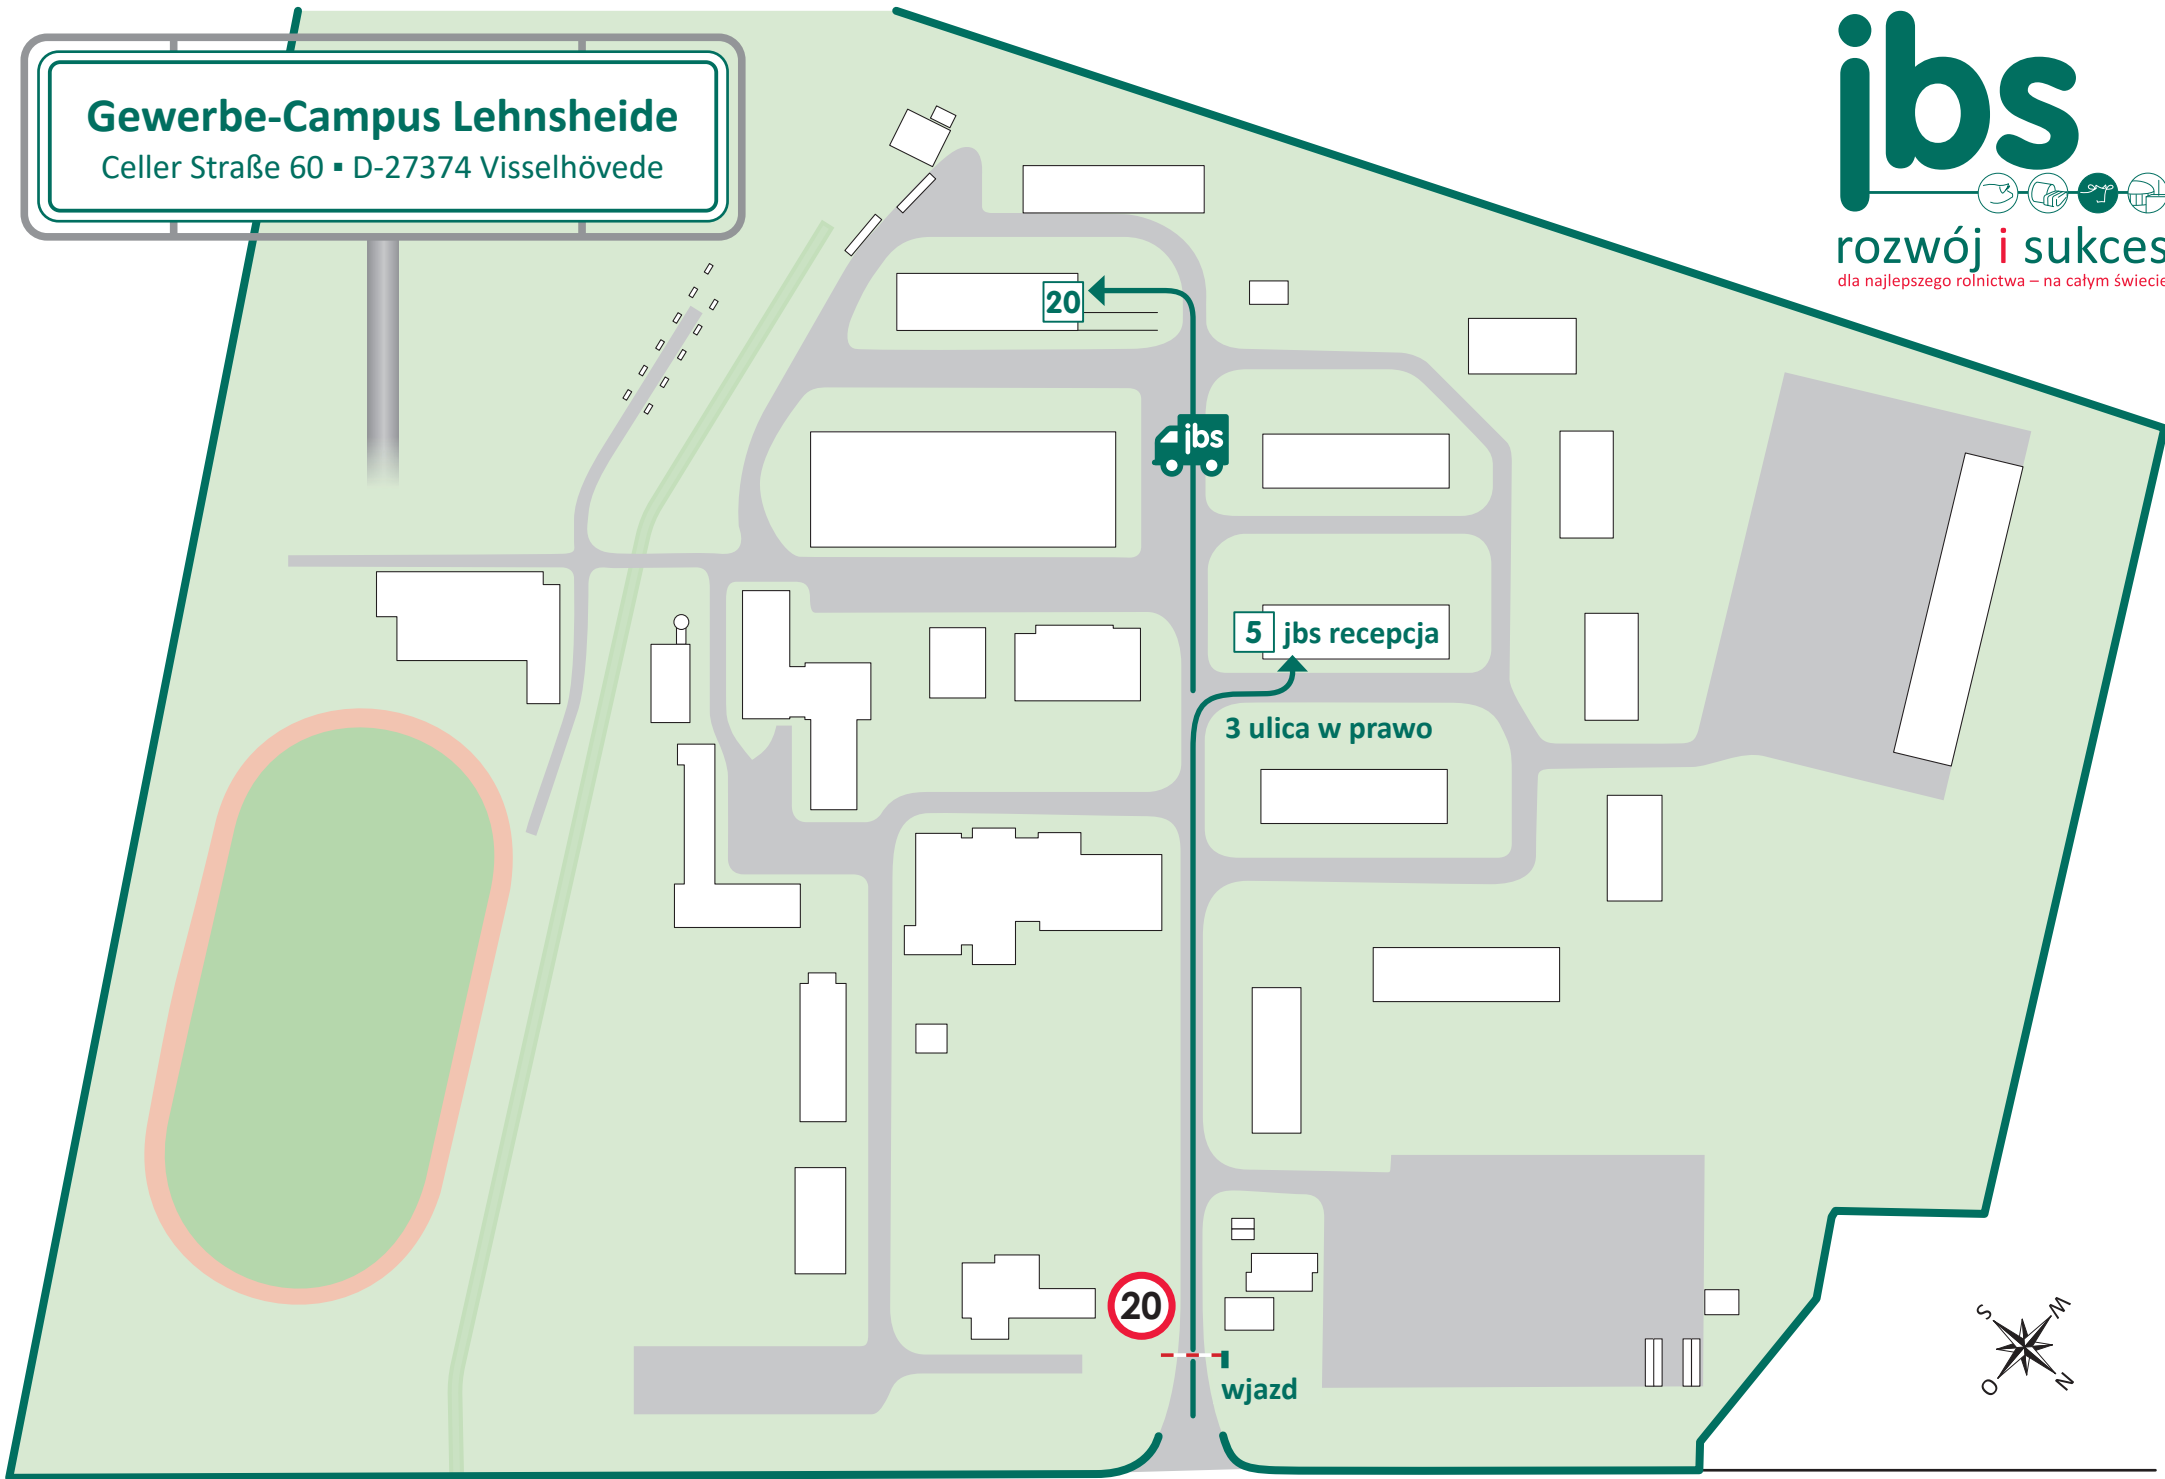 Gewerbe-Campus Lehnsheide
Celler Straße 60 ▪ D-27374 Visselhövede
jbs
rozwój i sukces
dla najlepszego rolnictwa – na całym świecie
20
jbs
5 jbs recepcja
3 ulica w prawo
20
wjazd
S
W
O
N